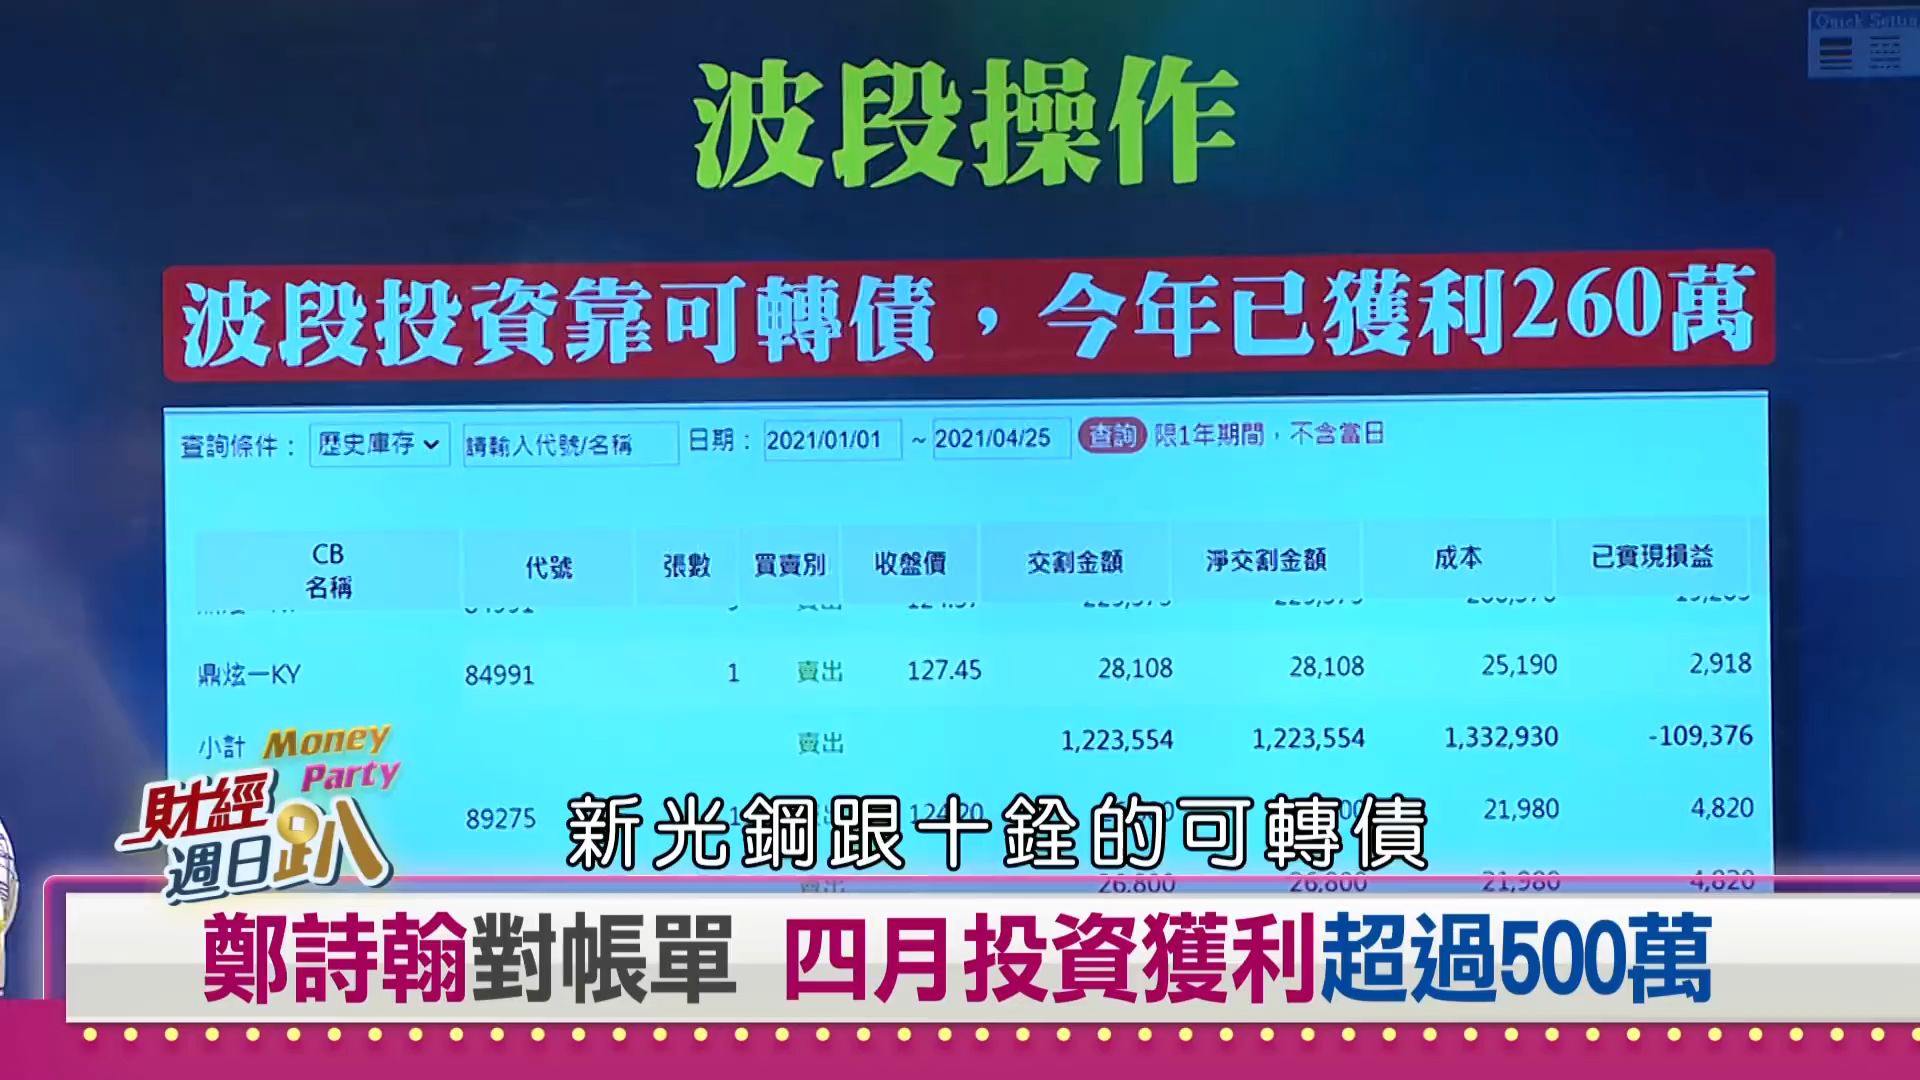 Quick Settin
波段操作
波段投資靠可轉債，今年已獲利260萬
查詢條件： 歷史庫存 請輸入代號/名稱 日期： 2021/01/01 ~ 2021/04/25 查詢 限1年期間，不含當日
CB
名稱 代號 張數 買賣別 收盤價 交割金額 淨交割金額 成本 已實現損益
鼎炫一KY 84991 1 賣出 127.45 28,108 28,108 25,190 2,918
小計 賣出 1,223,554 1,223,554 1,332,930 -109,376
Money
Party
財經
週日趴
89275 124.20 21,980 4,820
新光鋼跟十銓的可轉債
賣出 26,800 26,800 21,980 4,820
鄭詩翰對帳單 四月投資獲利超過500萬